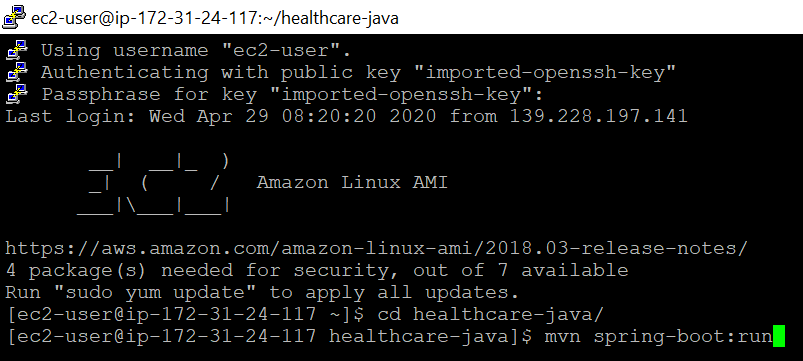 ec2-user@ip-172-31-24-117:~/healthcare-java
Using username "ec2-user".
Authenticating with public key "imported-openssh-key"
Passphrase for key "imported-openssh-key":
Last login: Wed Apr 29 08:20:20 2020 from 139.228.197.141
__|  __|_  )
_|  (     /   Amazon Linux AMI
___|\___|___|
https://aws.amazon.com/amazon-linux-ami/2018.03-release-notes/
4 package(s) needed for security, out of 7 available
Run "sudo yum update" to apply all updates.
[ec2-user@ip-172-31-24-117 ~]$ cd healthcare-java/
[ec2-user@ip-172-31-24-117 healthcare-java]$ mvn spring-boot:run